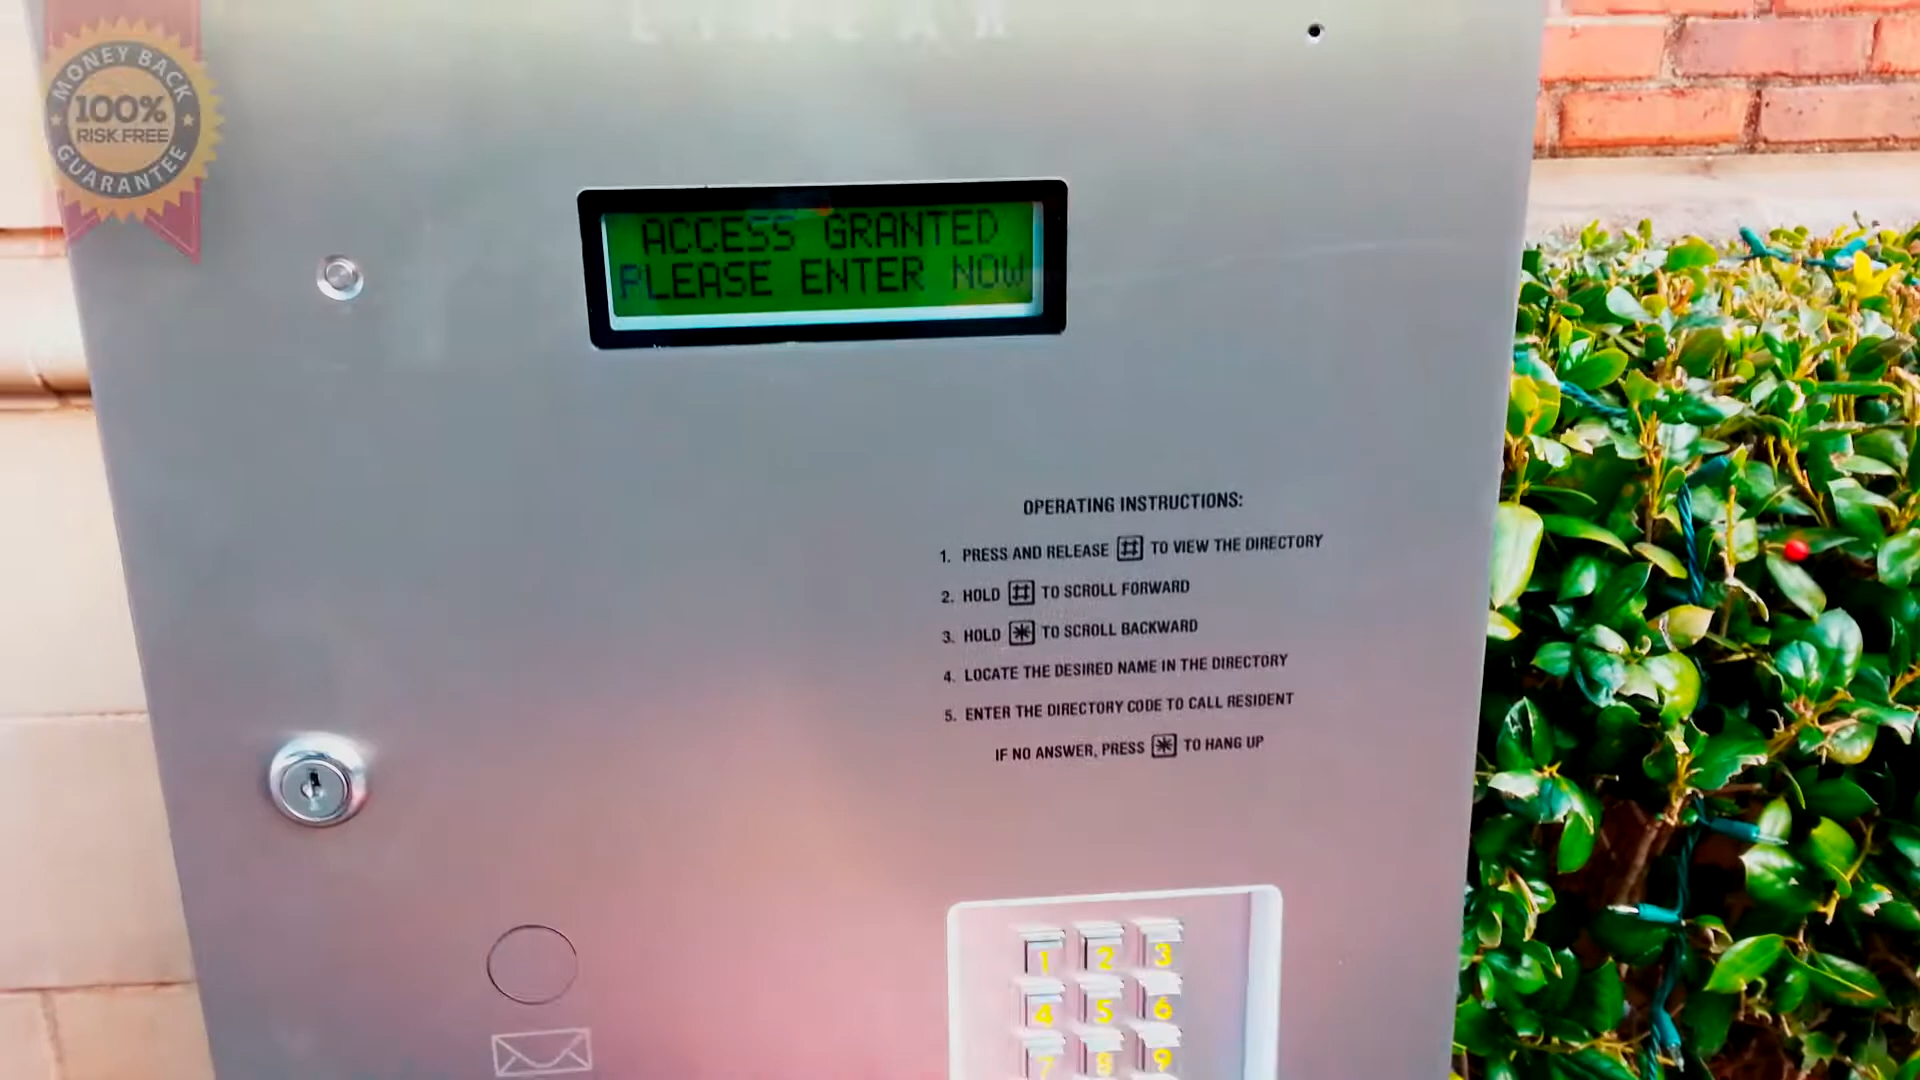 LINEAR
MONEY BACK
100%
RISK FREE
GUARANTEE
ACCESS GRANTED
PLEASE ENTER NOW
OPERATING INSTRUCTIONS:
1. PRESS AND RELEASE # TO VIEW THE DIRECTORY
2. HOLD # TO SCROLL FORWARD
3. HOLD * TO SCROLL BACKWARD
4. LOCATE THE DESIRED NAME IN THE DIRECTORY
5. ENTER THE DIRECTORY CODE TO CALL RESIDENT
IF NO ANSWER, PRESS * TO HANG UP
1 2 3
4 5 6
7 8 9